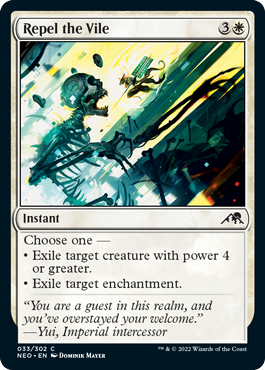 Repel the Vile 3
Instant
Choose one —
• Exile target creature with power 4
or greater.
• Exile target enchantment.
“You are a guest in this realm, and
you’ve overstayed your welcome.”
—Yui, Imperial intercessor
033/302 C
NEO • EN Dominik Mayer
™ & © 2022 Wizards of the Coast